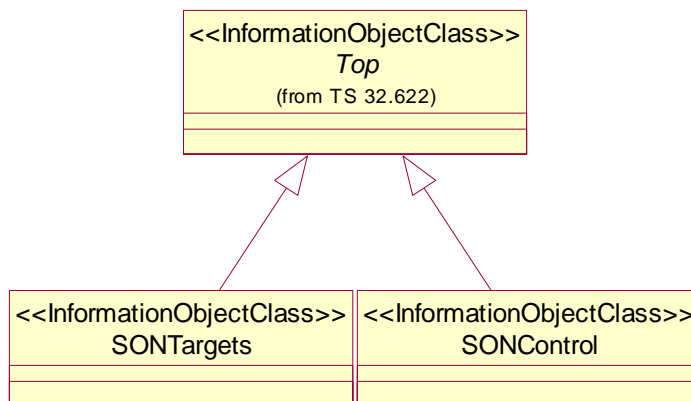 <<InformationObjectClass>>
Top
(from TS 32.622)
<<InformationObjectClass>>
SONTargets
<<InformationObjectClass>>
SONControl